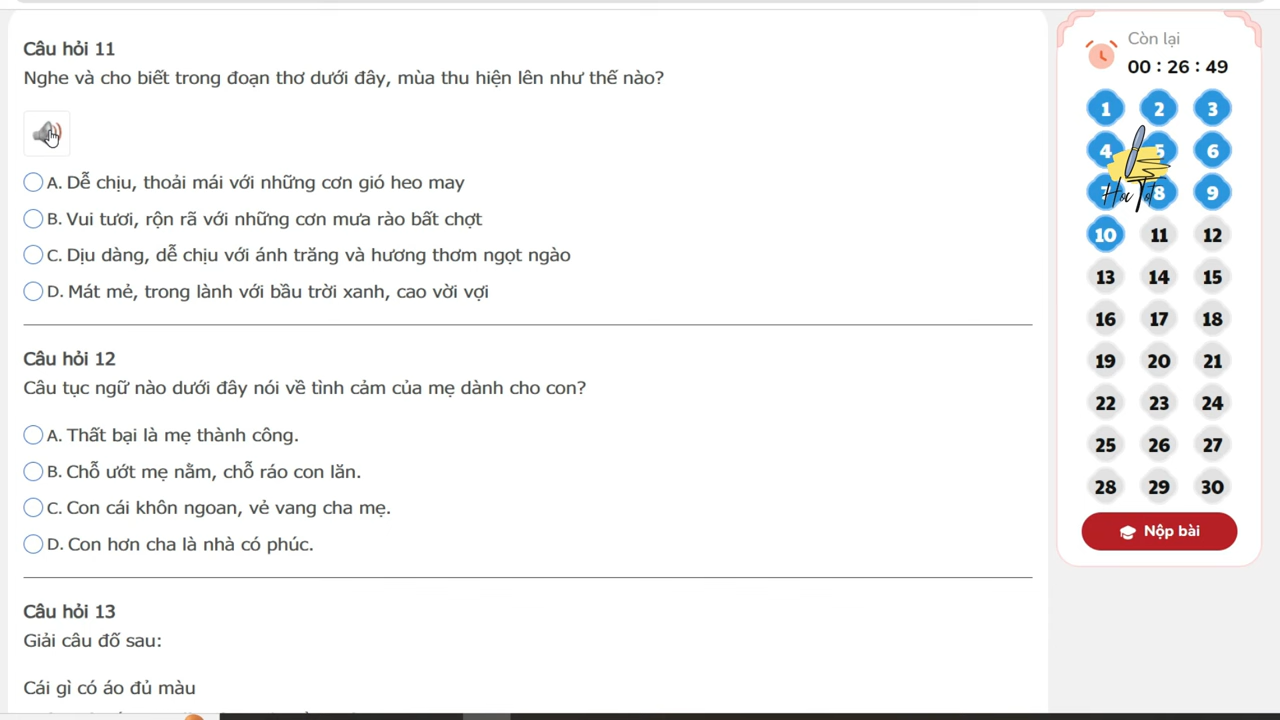 Câu hỏi 11
Nghe và cho biết trong đoạn thơ dưới đây, mùa thu hiện lên như thế nào?
A. Dễ chịu, thoải mái với những cơn gió heo may
B. Vui tươi, rộn rã với những cơn mưa rào bất chợt
C. Dịu dàng, dễ chịu với ánh trăng và hương thơm ngọt ngào
D. Mát mẻ, trong lành với bầu trời xanh, cao vời vợi
Câu hỏi 12
Câu tục ngữ nào dưới đây nói về tình cảm của mẹ dành cho con?
A. Thất bại là mẹ thành công.
B. Chỗ ướt mẹ nằm, chỗ ráo con lăn.
C. Con cái khôn ngoan, vẻ vang cha mẹ.
D. Con hơn cha là nhà có phúc.
Câu hỏi 13
Giải câu đố sau:
Cái gì có áo đủ màu
Còn lại
00 : 26 : 49
1 2 3
4 5 6
7 8 9
Học Tốt
10 11 12
13 14 15
16 17 18
19 20 21
22 23 24
25 26 27
28 29 30
Nộp bài